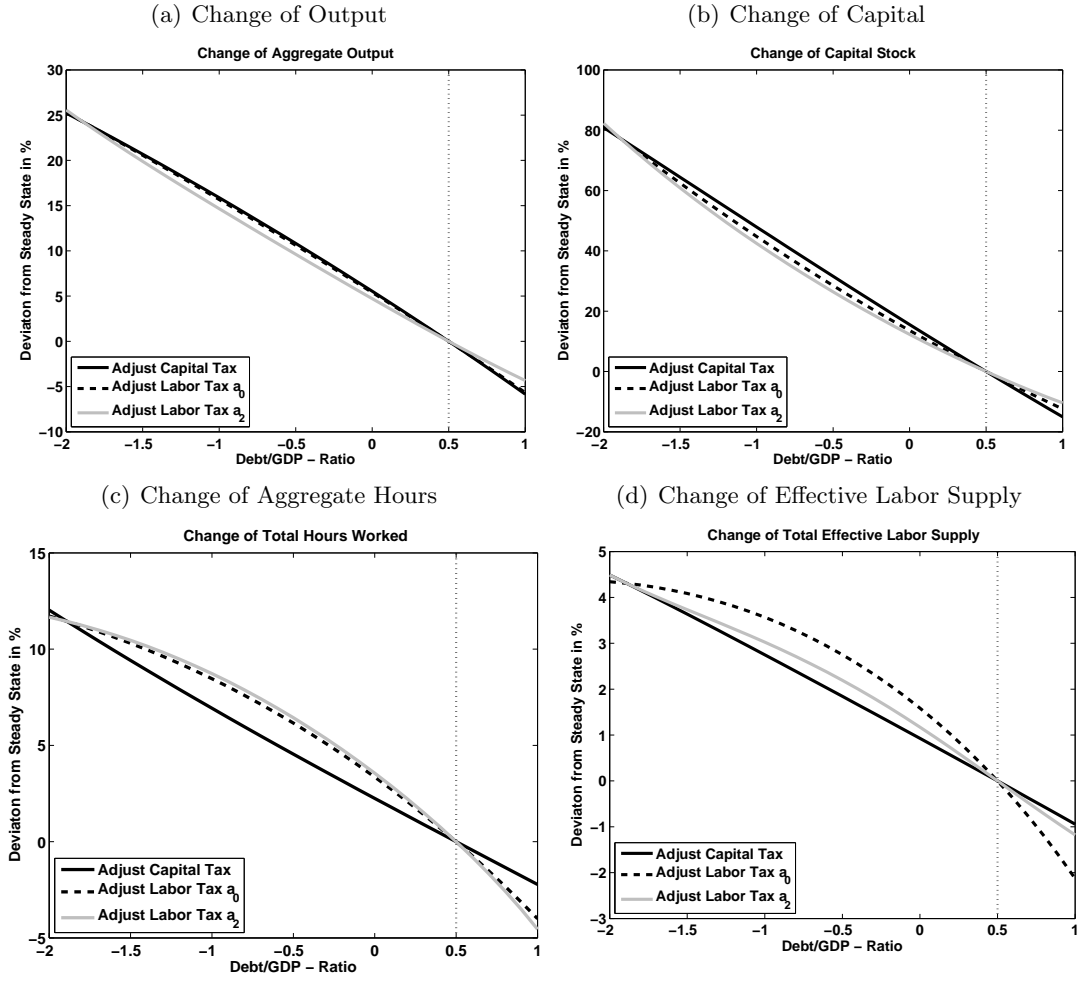 (a) Change of Output
Change of Aggregate Output
Deviaton from Steady State in %
30
25
20
15
10
5
0
−5
−10
Adjust Capital Tax
Adjust Labor Tax a0
Adjust Labor Tax a2
−2 −1.5 −1 −0.5 0 0.5 1
Debt/GDP − Ratio
(b) Change of Capital
Change of Capital Stock
Deviaton from Steady State in %
100
80
60
40
20
0
−20
Adjust Capital Tax
Adjust Labor Tax a0
Adjust Labor Tax a2
−2 −1.5 −1 −0.5 0 0.5 1
Debt/GDP − Ratio
(c) Change of Aggregate Hours
Change of Total Hours Worked
Deviaton from Steady State in %
15
10
5
0
−5
Adjust Capital Tax
Adjust Labor Tax a0
Adjust Labor Tax a2
−2 −1.5 −1 −0.5 0 0.5 1
Debt/GDP − Ratio
(d) Change of Effective Labor Supply
Change of Total Effective Labor Supply
Deviaton from Steady State in %
5
4
3
2
1
0
−1
−2
−3
Adjust Capital Tax
Adjust Labor Tax a0
Adjust Labor Tax a2
−2 −1.5 −1 −0.5 0 0.5 1
Debt/GDP − Ratio